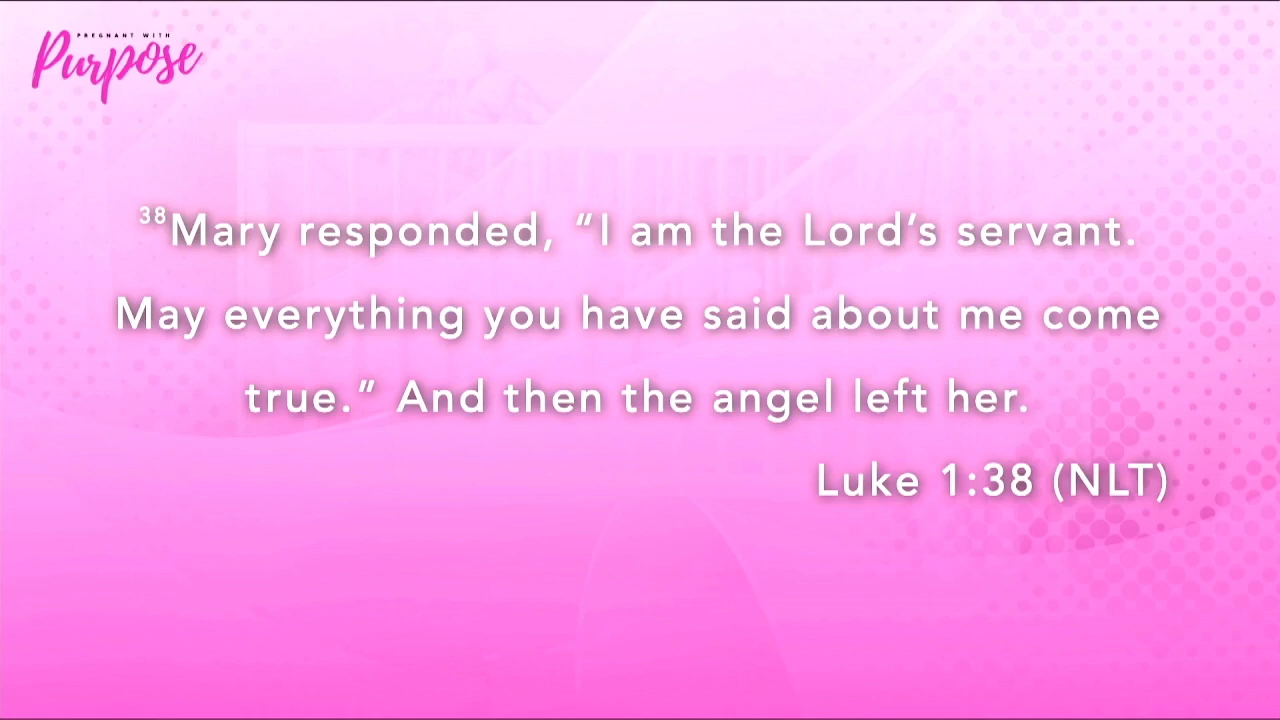 PREGNANT WITH
Purpose
38Mary responded, “I am the Lord’s servant.
May everything you have said about me come
true.” And then the angel left her.
Luke 1:38 (NLT)